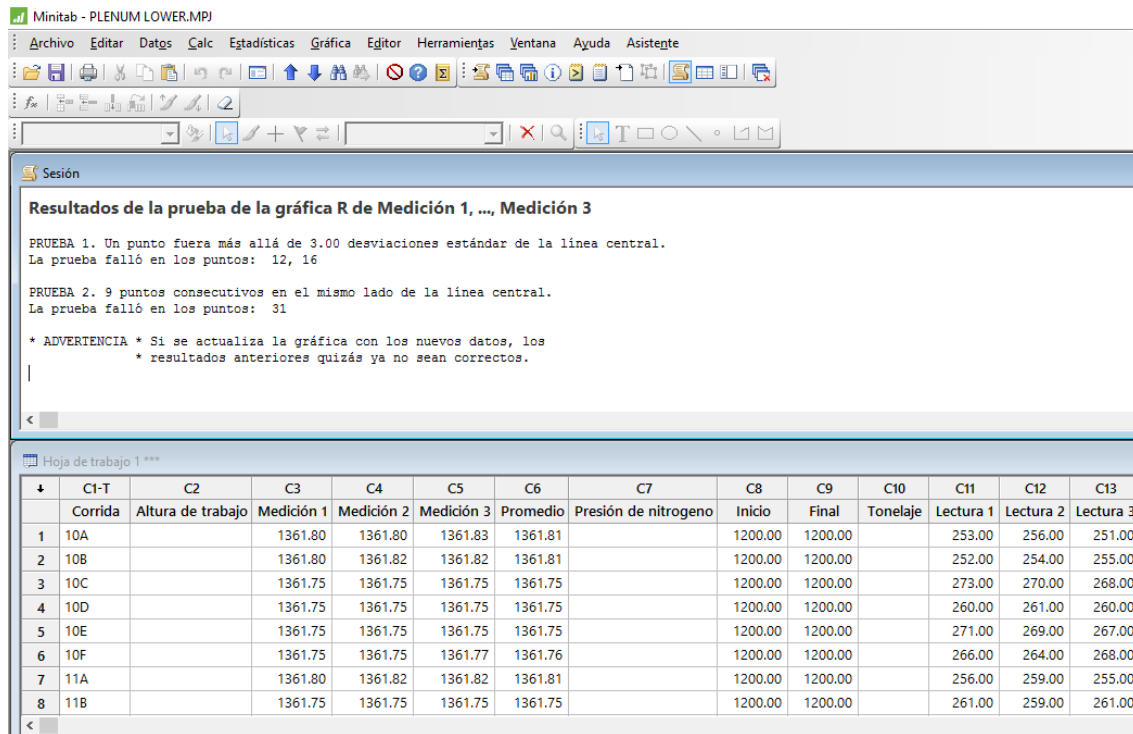 Minitab - PLENUM LOWER.MPJ
Archivo Editar Datos Calc Estadísticas Gráfica Editor Herramientas Ventana Ayuda Asistente
Sesión
Resultados de la prueba de la gráfica R de Medición 1, ..., Medición 3
PRUEBA 1. Un punto fuera más allá de 3.00 desviaciones estándar de la línea central.
La prueba falló en los puntos: 12, 16
PRUEBA 2. 9 puntos consecutivos en el mismo lado de la línea central.
La prueba falló en los puntos: 31
* ADVERTENCIA * Si se actualiza la gráfica con los nuevos datos, los
* resultados anteriores quizás ya no sean correctos.
Hoja de trabajo 1 ***
C1-T C2 C3 C4 C5 C6 C7 C8 C9 C10 C11 C12 C13
Corrida Altura de trabajo Medición 1 Medición 2 Medición 3 Promedio Presión de nitrogeno Inicio Final Tonelaje Lectura 1 Lectura 2 Lectura 3
1 10A 1361.80 1361.80 1361.83 1361.81 1200.00 1200.00 253.00 256.00 251.00
2 10B 1361.80 1361.82 1361.82 1361.81 1200.00 1200.00 252.00 254.00 255.00
3 10C 1361.75 1361.75 1361.75 1361.75 1200.00 1200.00 273.00 270.00 268.00
4 10D 1361.75 1361.75 1361.75 1361.75 1200.00 1200.00 260.00 261.00 260.00
5 10E 1361.75 1361.75 1361.75 1361.75 1200.00 1200.00 271.00 269.00 267.00
6 10F 1361.75 1361.75 1361.77 1361.76 1200.00 1200.00 266.00 264.00 268.00
7 11A 1361.80 1361.82 1361.82 1361.81 1200.00 1200.00 256.00 259.00 255.00
8 11B 1361.75 1361.75 1361.75 1361.75 1200.00 1200.00 261.00 259.00 261.00